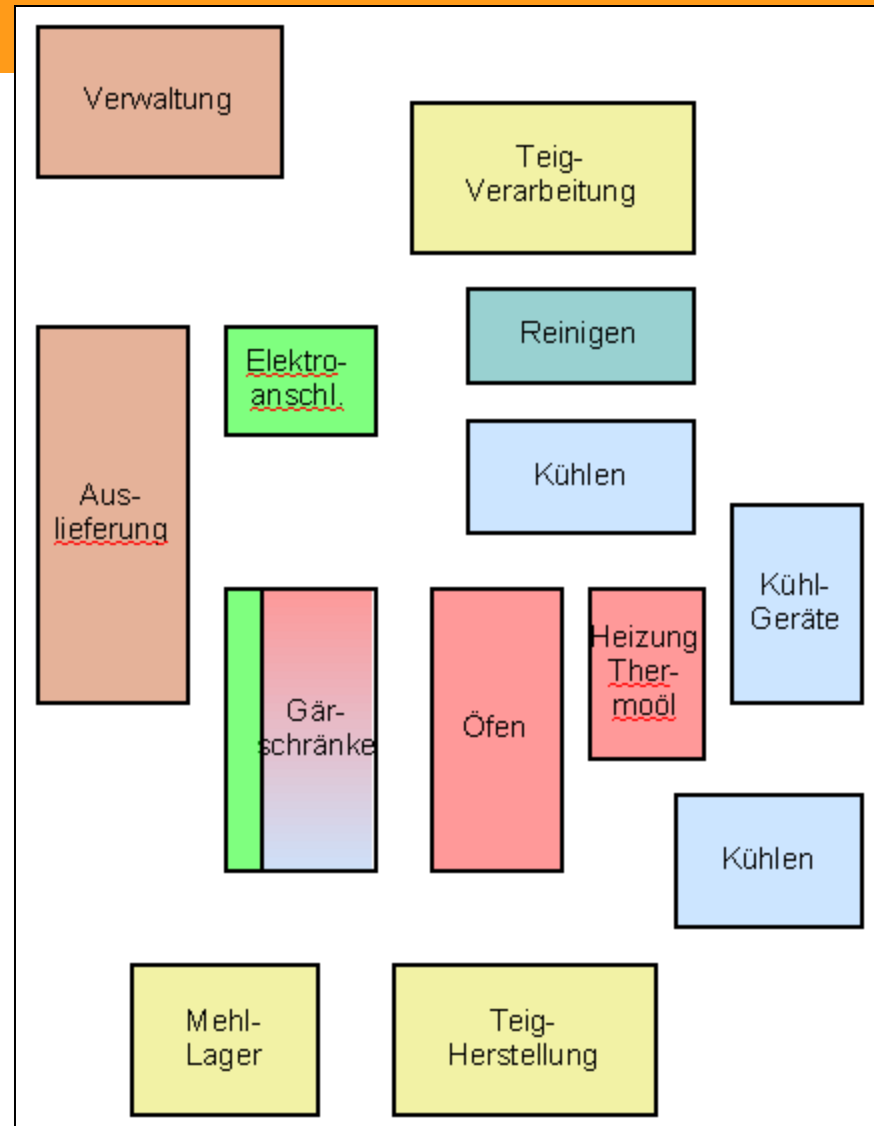 Verwaltung
Teig-
Verarbeitung
Reinigen
Elektro-
anschl.
Kühlen
Aus-
lieferung
Kühl-
Geräte
Heizung
Ther-
moöl
Gär-
schränke
Öfen
Kühlen
Mehl-
Lager
Teig-
Herstellung